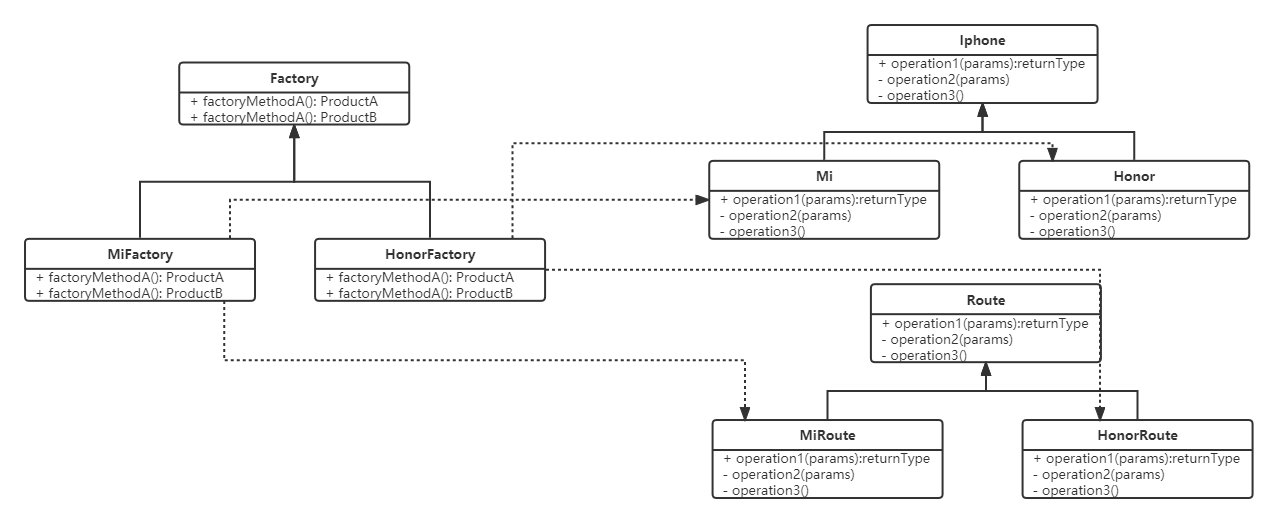 Iphone
+ operation1(params):returnType
- operation2(params)
- operation3()
Factory
+ factoryMethodA(): ProductA
+ factoryMethodA(): ProductB
Mi
+ operation1(params):returnType
- operation2(params)
- operation3()
Honor
+ operation1(params):returnType
- operation2(params)
- operation3()
MiFactory
+ factoryMethodA(): ProductA
+ factoryMethodA(): ProductB
HonorFactory
+ factoryMethodA(): ProductA
+ factoryMethodA(): ProductB
Route
+ operation1(params):returnType
- operation2(params)
- operation3()
MiRoute
+ operation1(params):returnType
- operation2(params)
- operation3()
HonorRoute
+ operation1(params):returnType
- operation2(params)
- operation3()